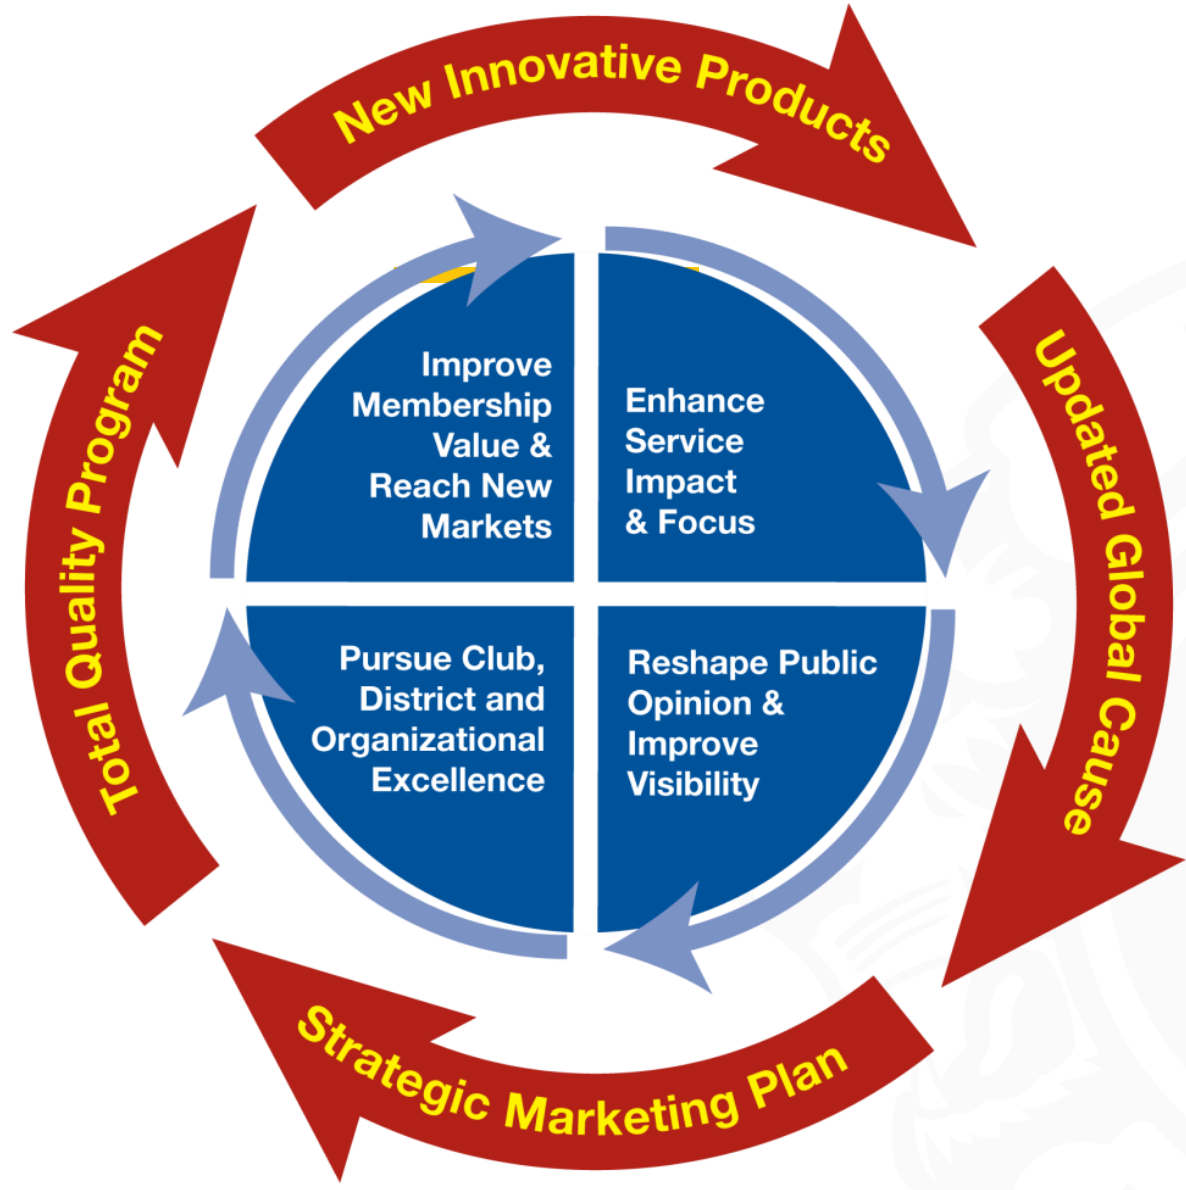 New Innovative Products
Updated Global Cause
Strategic Marketing Plan
Total Quality Program
Improve
Membership
Value &
Reach New
Markets
Enhance
Service
Impact
& Focus
Pursue Club,
District and
Organizational
Excellence
Reshape Public
Opinion &
Improve
Visibility